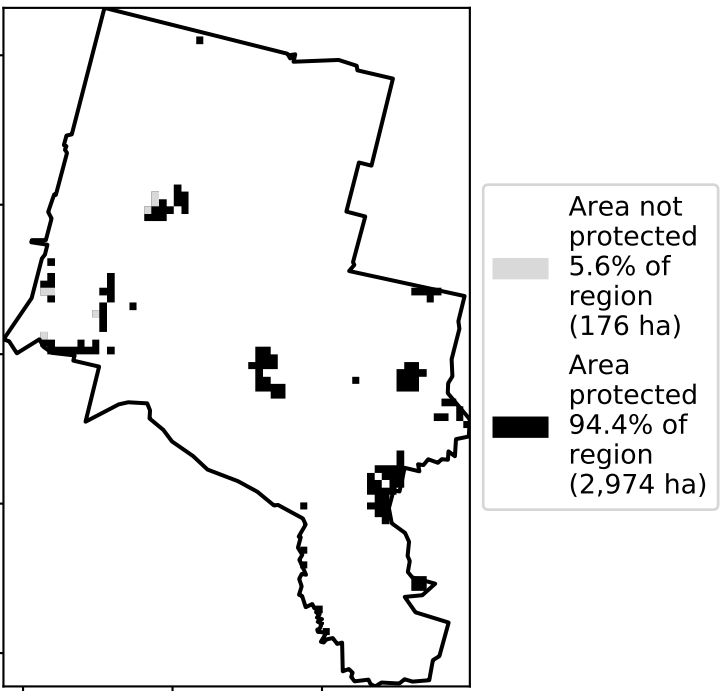 Area not
protected
5.6% of
region
(176 ha)
Area
protected
94.4% of
region
(2,974 ha)